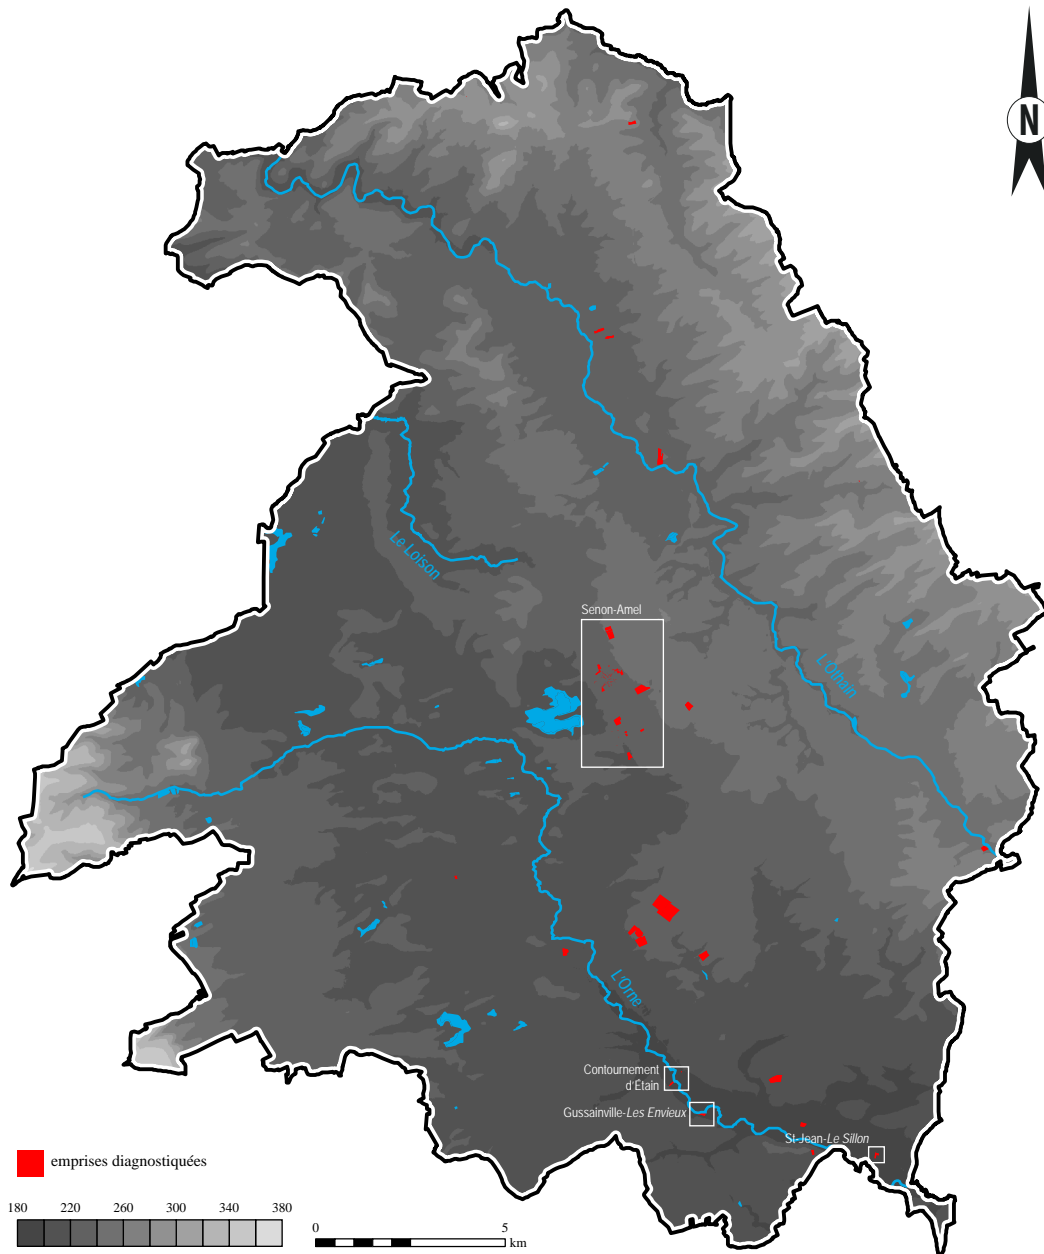 N
Le Loison
Senon-Amel
L'Othain
L'Orne
Contournement
d'Étain
Gussainville-Les Envieux
St-Jean-Le Sillon
emprises diagnostiquées
180 220 260 300 340 380
0 5
km